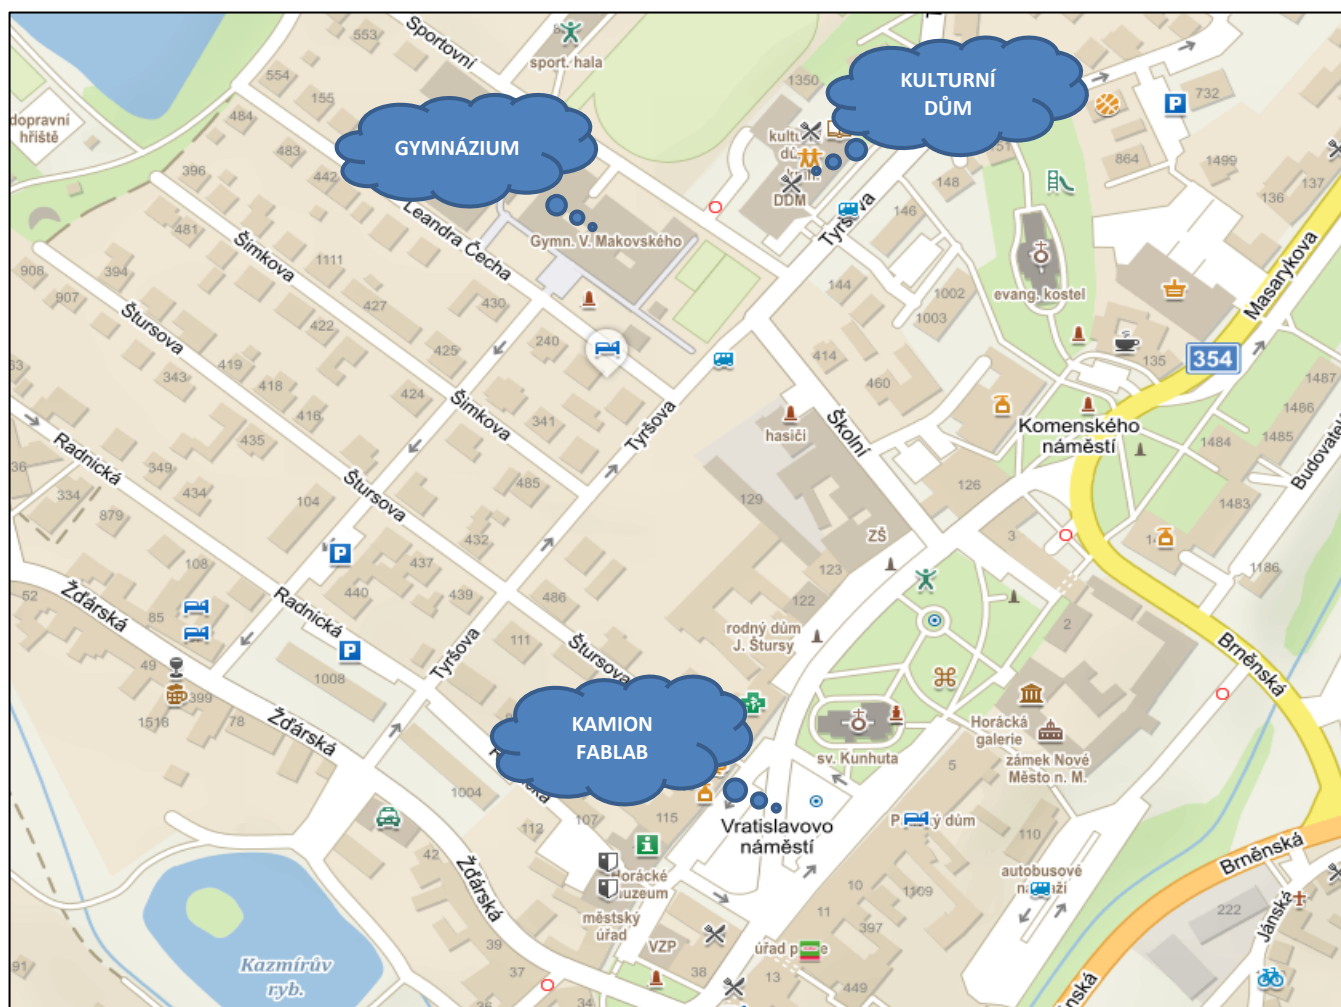 Sportovní
553
sport. hala
KULTURNÍ
DŮM
1350
554
155
484
dopravní
hřiště
GYMNÁZIUM
732
483
442
396
864
1499
148
136
137
DDM
Leandra Čecha
Gymn. V. Makovského
Tyršova
146
481
Šimkova
1111
908
394
907
427
430
422
425
240
evang. kostel
1002
1003
144
Masarykova
354
Štursova
419
343
418
416
424
Šimkova
341
414
460
135
1487
1486
1485
1484
Komenského
náměstí
hasiči
Školní
Tyršova
Radnická
435
349
434
334
879
104
Štursova
485
129
126
1483
ZŠ
3
432
108
437
440
439
486
123
122
1186
52
Žďárská
85
Radnická
111
Štursova
rodný dům
J. Štursy
2
Brněnská
49
399
1518
78
1008
Tyršova
Žďárská
KAMION
FABLAB
sv. Kunhuta
Horácká
galerie
zámek Nové
Město n. M.
5
1004
112
107
115
Vratislavovo
náměstí
110
autobusové
Brněnská
42
Žďárská
městský
úřad
VZP
10
1109
11
397
222
Jánská
39
37
38
13
34
Kazmírův
ryb.